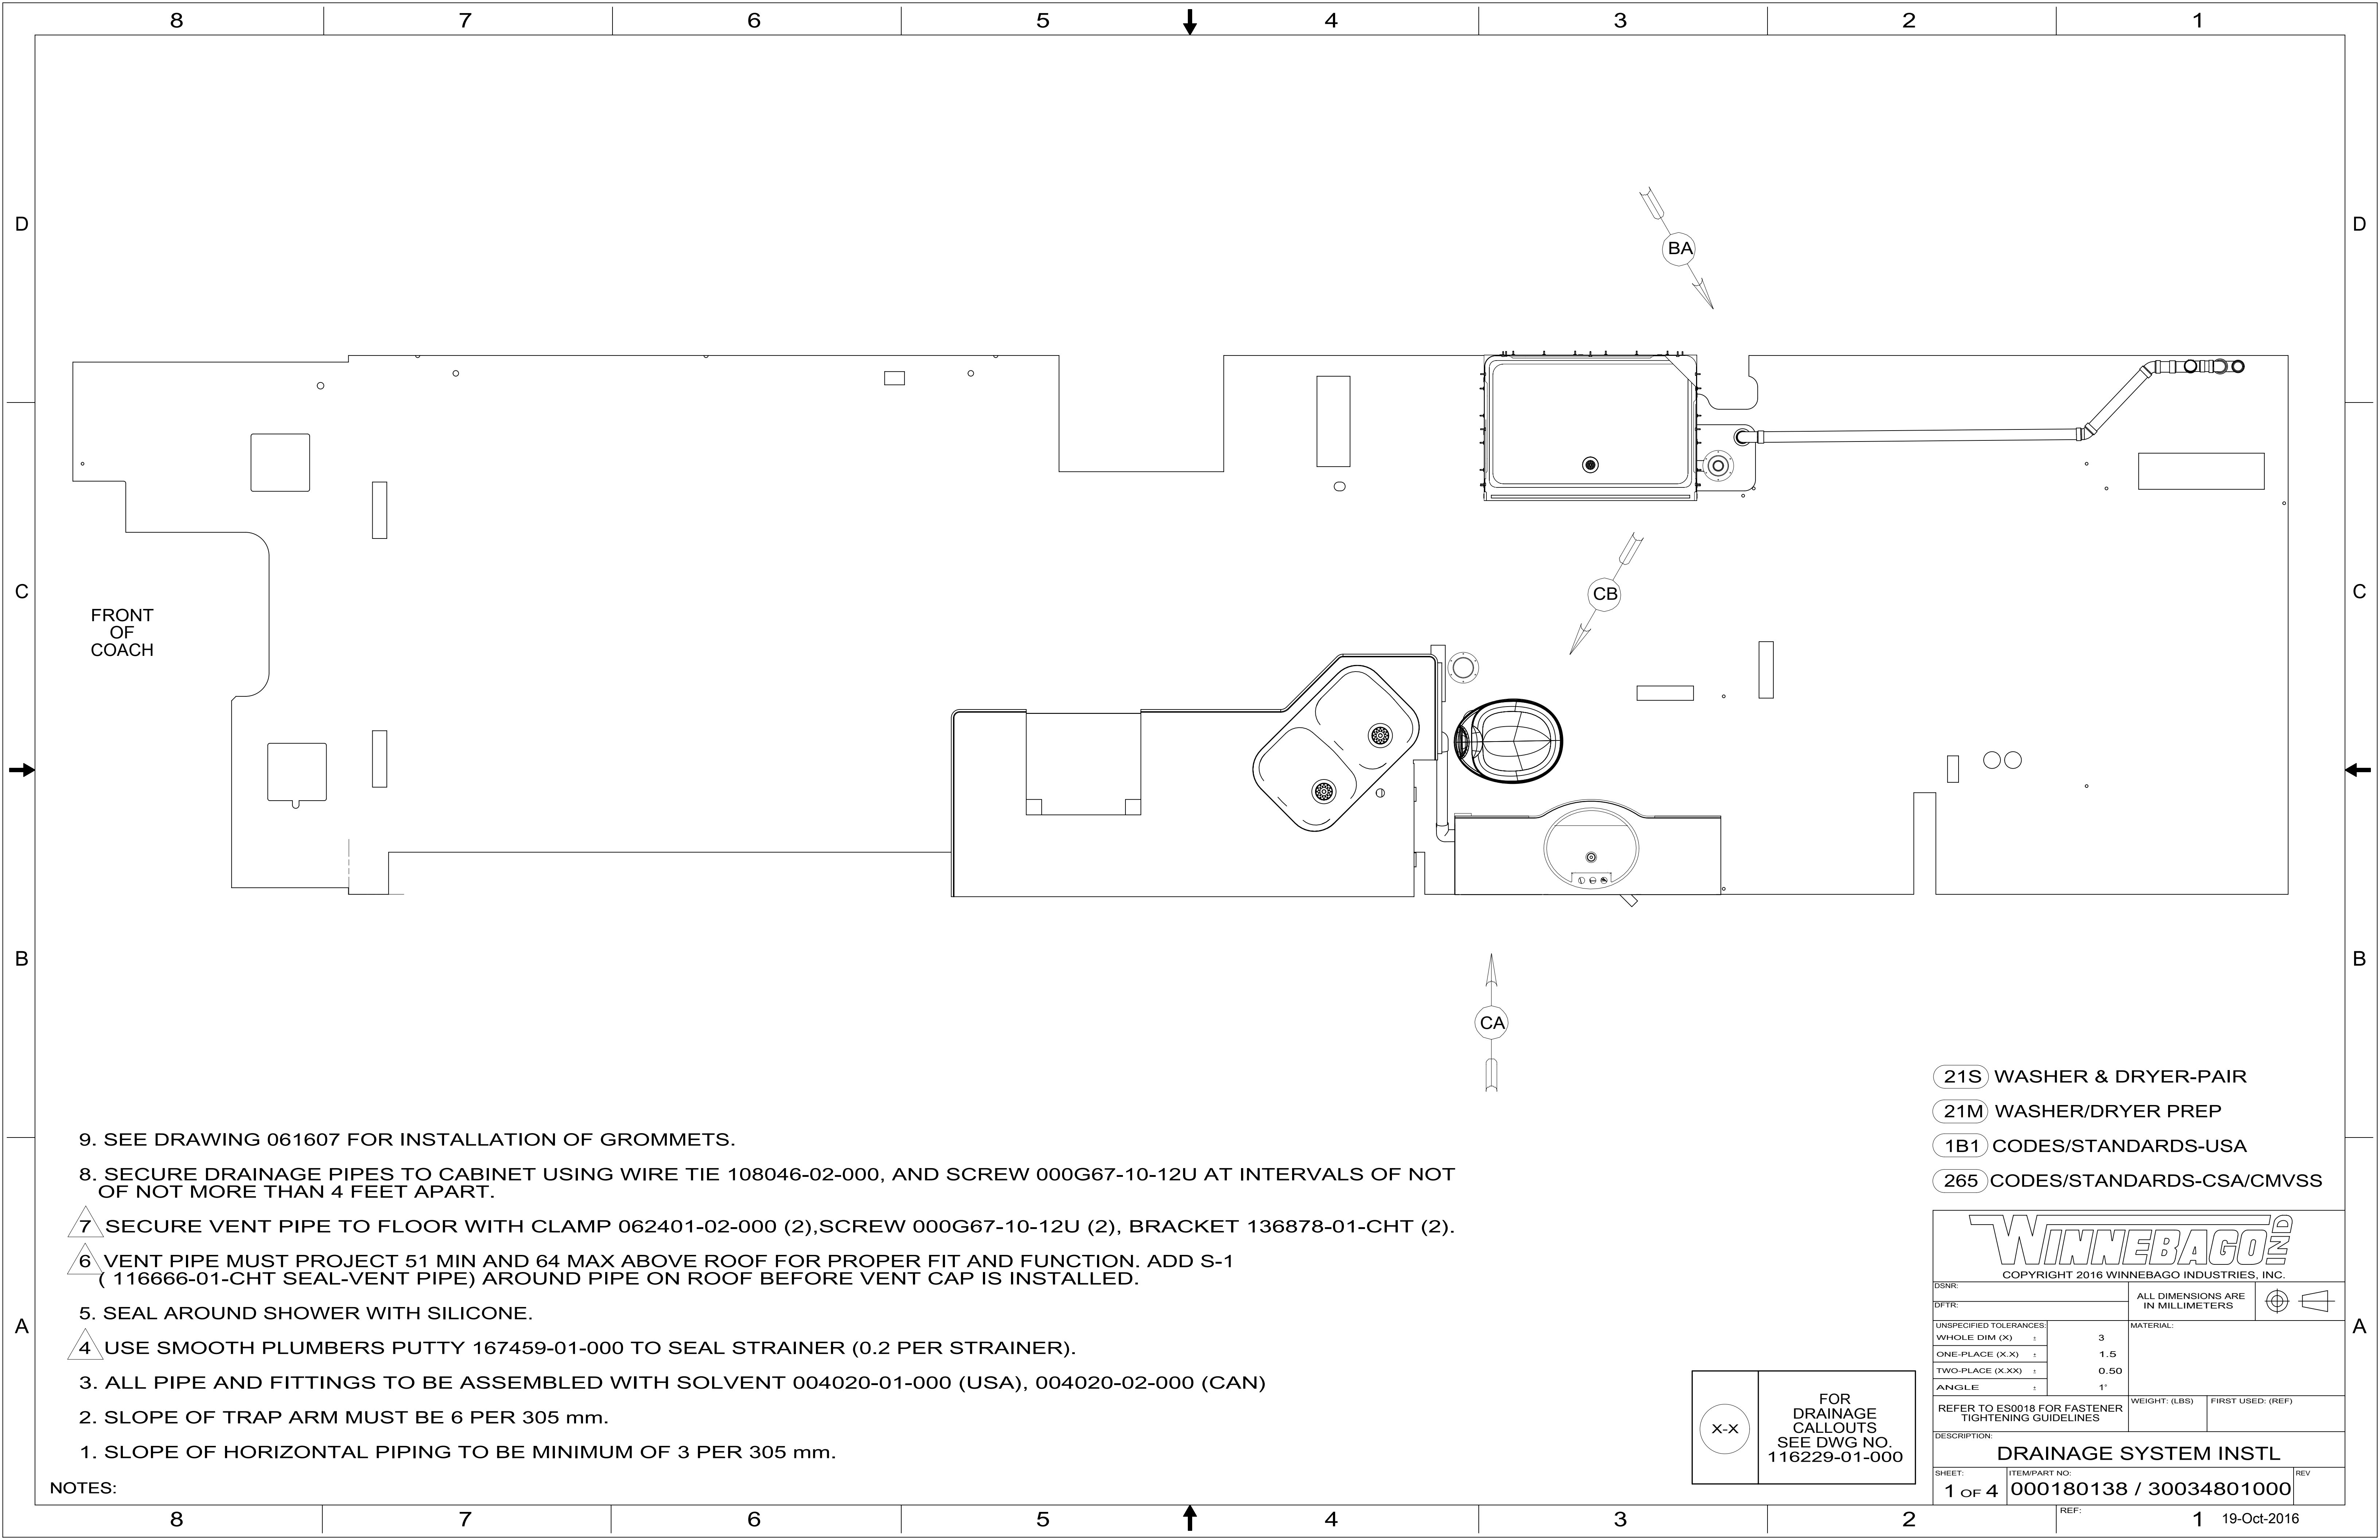 8 7 6 5 4 3 2 1
D D
BA
C C
FRONT
OF
COACH
CB
B B
CA
21S WASHER & DRYER-PAIR
21M WASHER/DRYER PREP
1B1 CODES/STANDARDS-USA
265 CODES/STANDARDS-CSA/CMVSS
9. SEE DRAWING 061607 FOR INSTALLATION OF GROMMETS.
8. SECURE DRAINAGE PIPES TO CABINET USING WIRE TIE 108046-02-000, AND SCREW 000G67-10-12U AT INTERVALS OF NOT
OF NOT MORE THAN 4 FEET APART.
7 SECURE VENT PIPE TO FLOOR WITH CLAMP 062401-02-000 (2),SCREW 000G67-10-12U (2), BRACKET 136878-01-CHT (2).
6 VENT PIPE MUST PROJECT 51 MIN AND 64 MAX ABOVE ROOF FOR PROPER FIT AND FUNCTION. ADD S-1
( 116666-01-CHT SEAL-VENT PIPE) AROUND PIPE ON ROOF BEFORE VENT CAP IS INSTALLED.
5. SEAL AROUND SHOWER WITH SILICONE.
4 USE SMOOTH PLUMBERS PUTTY 167459-01-000 TO SEAL STRAINER (0.2 PER STRAINER).
3. ALL PIPE AND FITTINGS TO BE ASSEMBLED WITH SOLVENT 004020-01-000 (USA), 004020-02-000 (CAN)
2. SLOPE OF TRAP ARM MUST BE 6 PER 305 mm.
1. SLOPE OF HORIZONTAL PIPING TO BE MINIMUM OF 3 PER 305 mm.
NOTES:
A A
X-X
FOR
DRAINAGE
CALLOUTS
SEE DWG NO.
116229-01-000
WINNEBAGO IND
COPYRIGHT 2016 WINNEBAGO INDUSTRIES, INC.
DSNR:
DFTR:
ALL DIMENSIONS ARE
IN MILLIMETERS
UNSPECIFIED TOLERANCES:
WHOLE DIM (X) ± 3
ONE-PLACE (X.X) ± 1.5
TWO-PLACE (X.XX) ± 0.50
ANGLE ± 1°
MATERIAL:
REFER TO ES0018 FOR FASTENER
TIGHTENING GUIDELINES
WEIGHT: (LBS)
FIRST USED: (REF)
DESCRIPTION:
DRAINAGE SYSTEM INSTL
SHEET:
1 OF 4
ITEM/PART NO:
000180138 / 30034801000
REV
REF:
8 7 6 5 4 3 2 1
19-Oct-2016